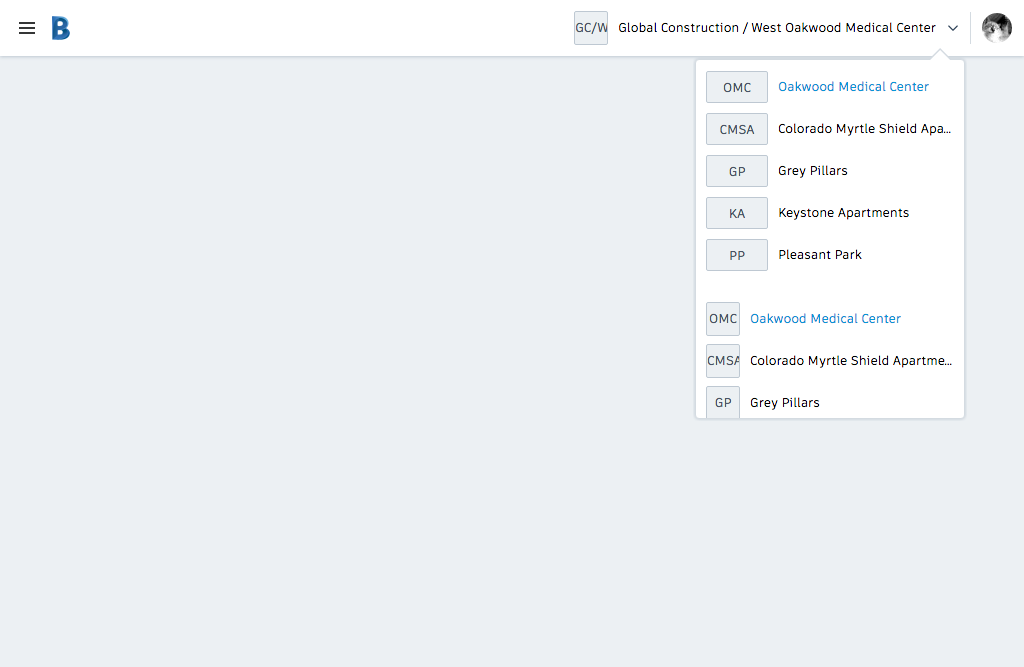 B
GC/W Global Construction / West Oakwood Medical Center
OMC Oakwood Medical Center
CMSA Colorado Myrtle Shield Apa...
GP Grey Pillars
KA Keystone Apartments
PP Pleasant Park
OMC Oakwood Medical Center
CMSA Colorado Myrtle Shield Apartme...
GP Grey Pillars